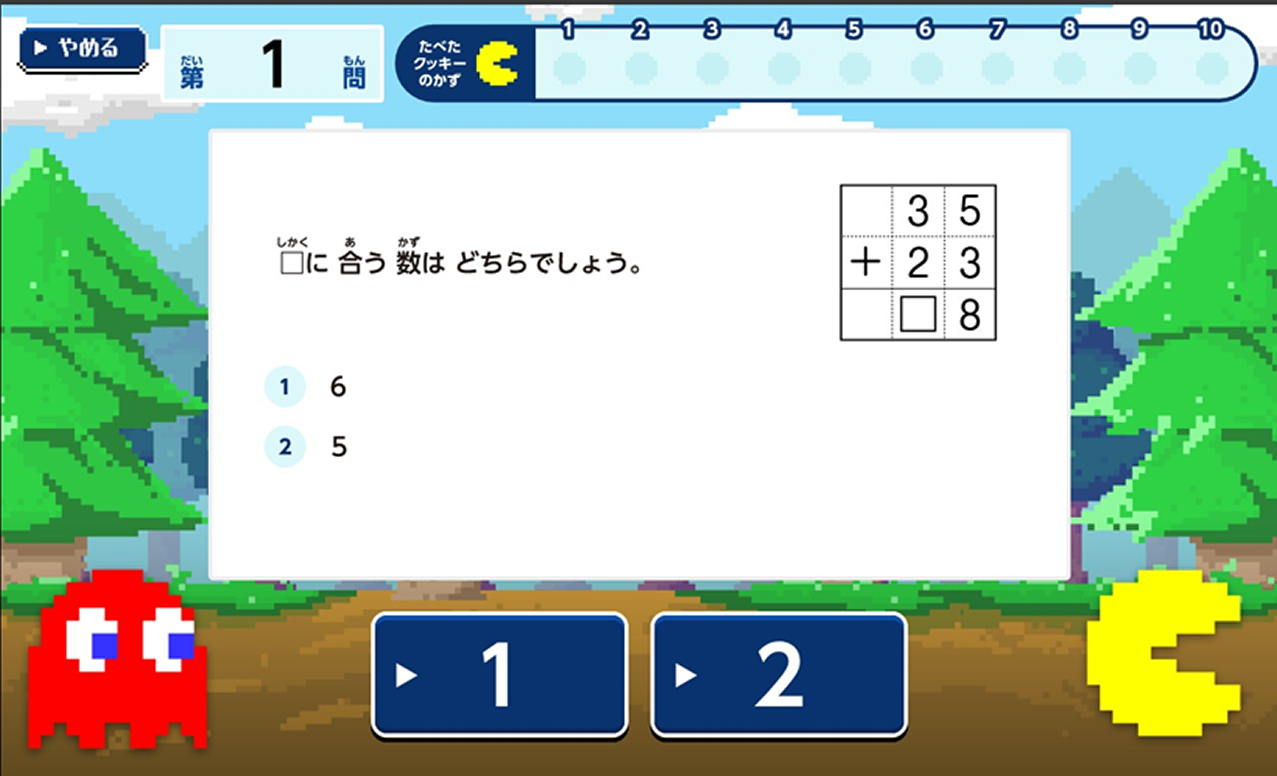 やめる
第 1 問
だい もん
たべた
クッキー
のかず
1 2 3 4 5 6 7 8 9 10
しかく あ かず
□に 合う 数は どちらでしょう。
3 5
+ 2 3
□ 8
1 6
2 5
1
2